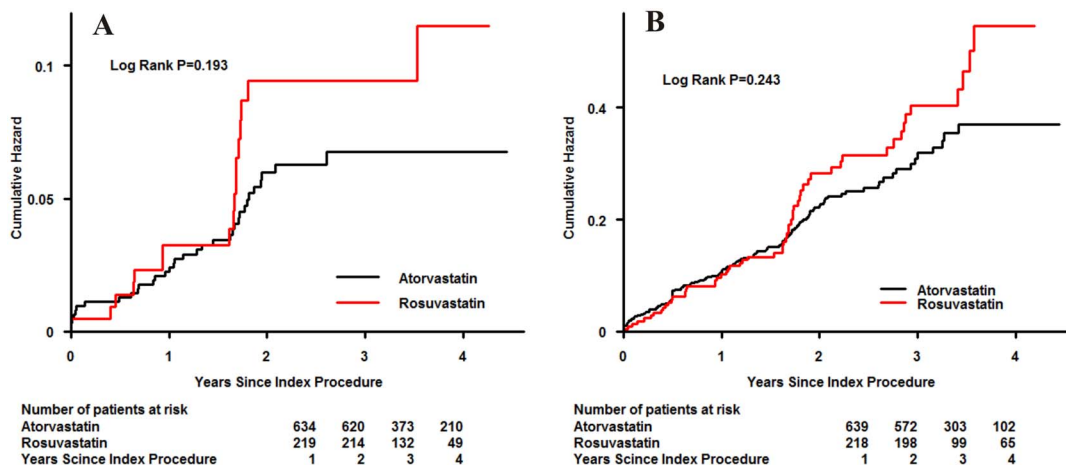 A
Log Rank P=0.193
0.1
0.05
0
Cumulative Hazard
Atorvastatin
Rosuvastatin
0 1 2 3 4
Years Since Index Procedure
Number of patients at risk
Atorvastatin 634 620 373 210
Rosuvastatin 219 214 132 49
Years Scince Index Procedure 1 2 3 4
B
Log Rank P=0.243
0.4
0.2
0
Cumulative Hazard
Atorvastatin
Rosuvastatin
0 1 2 3 4
Years Since Index Procedure
Number of patients at risk
Atorvastatin 639 572 303 102
Rosuvastatin 218 198 99 65
Years Scince Index Procedure 1 2 3 4